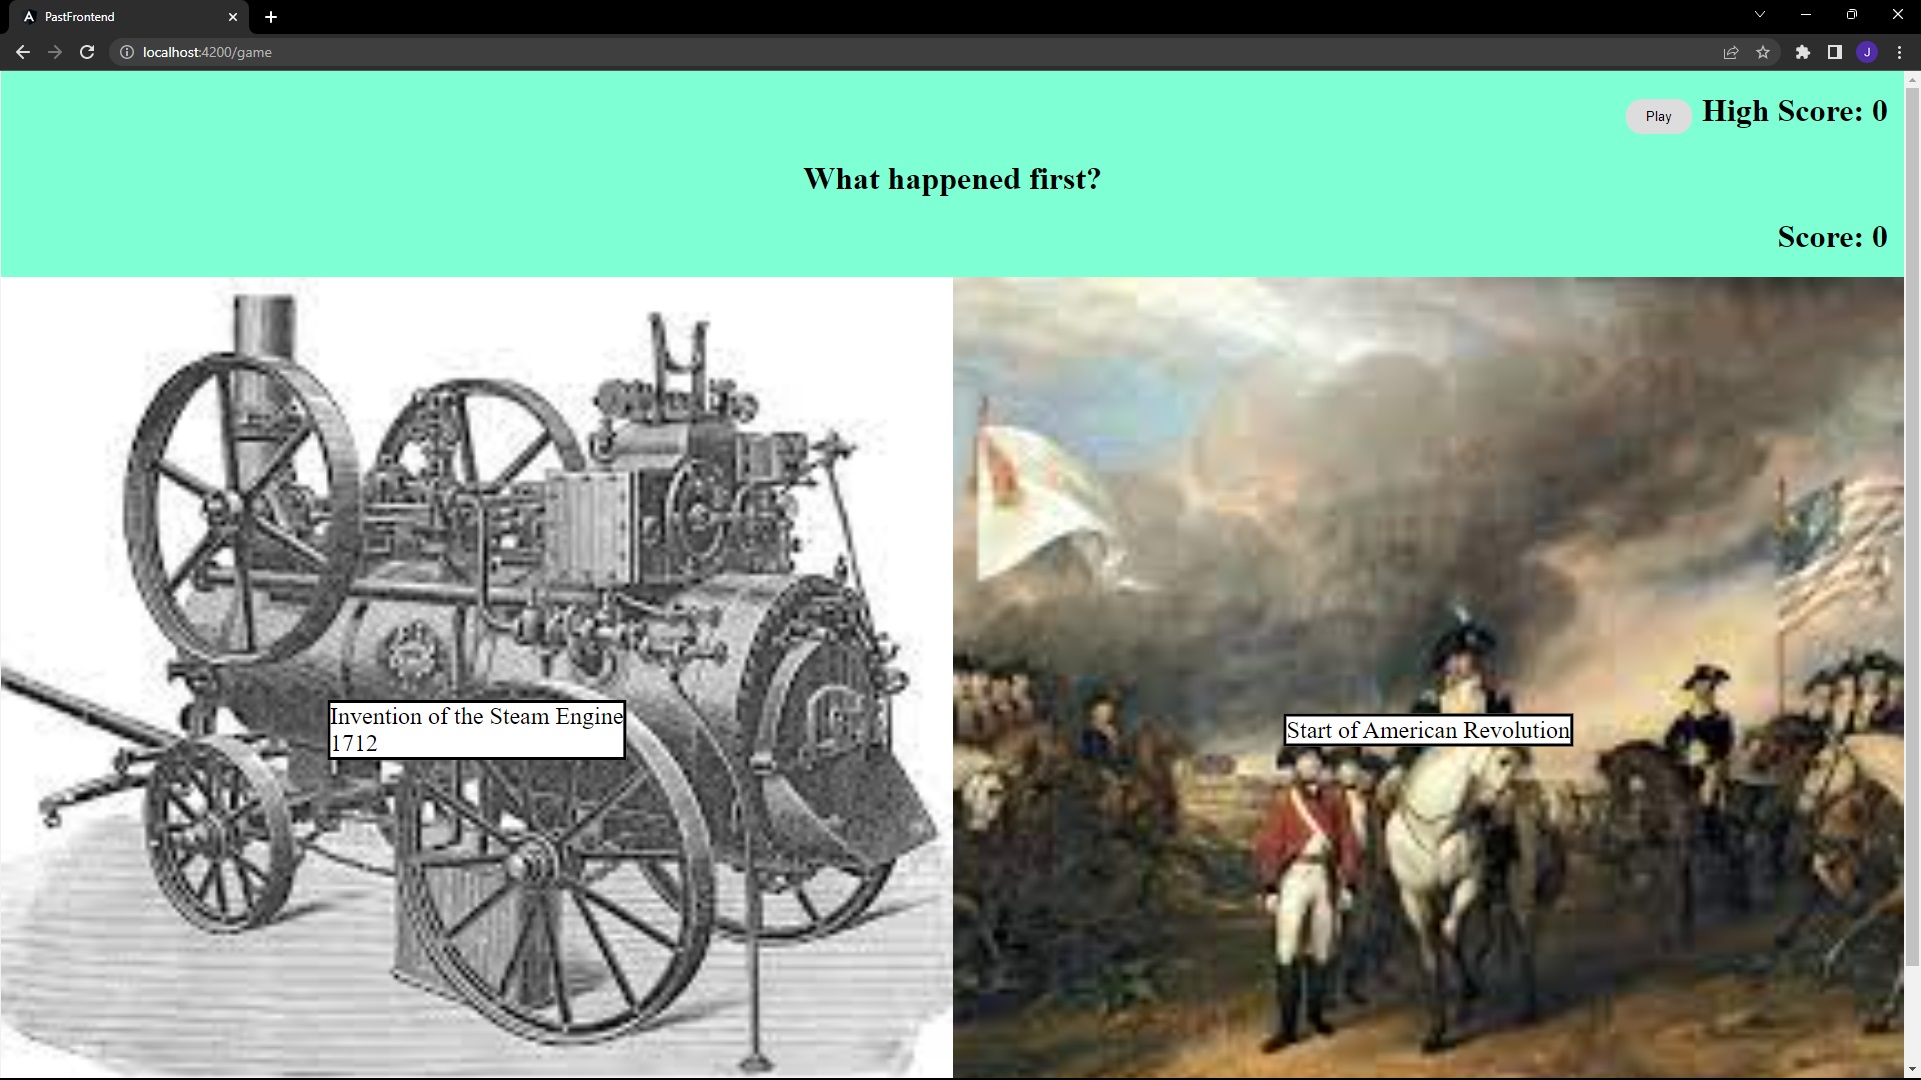 PastFrontend
localhost:4200/game
J
Play
High Score: 0
What happened first?
Score: 0
Invention of the Steam Engine
1712
Start of American Revolution